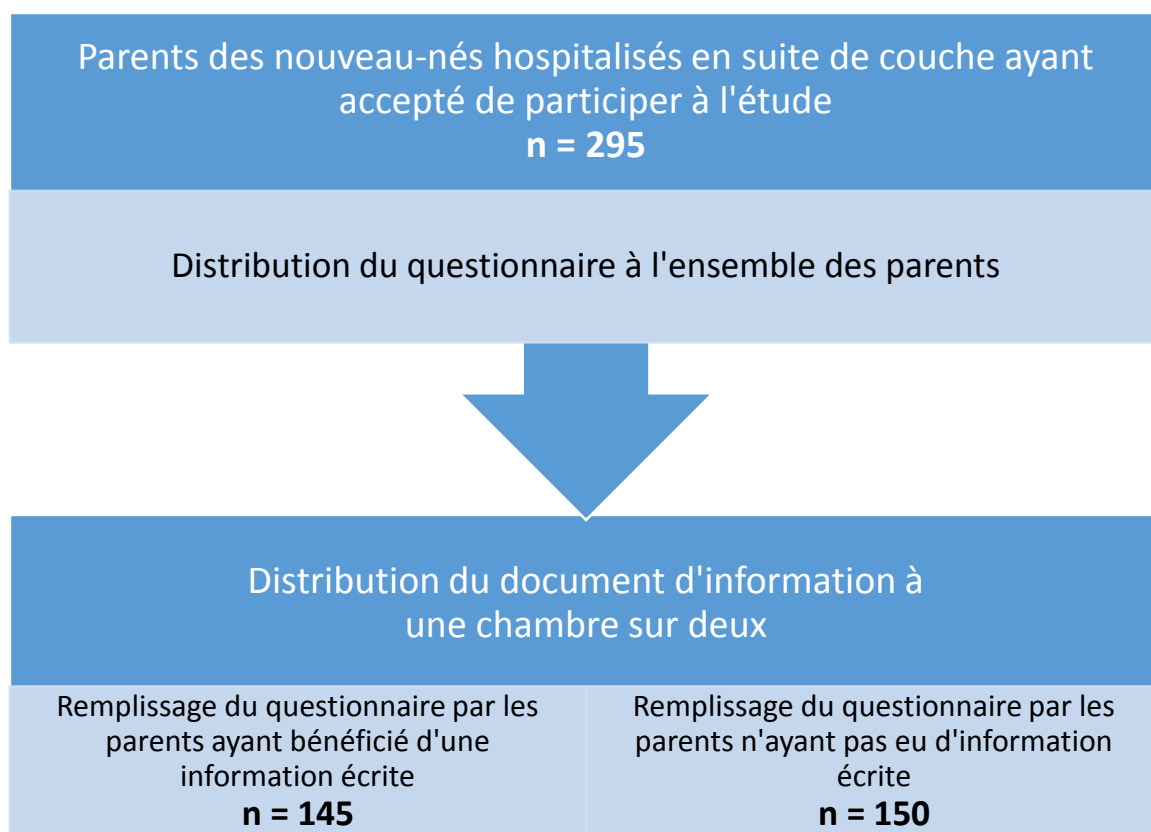 Parents des nouveau-nés hospitalisés en suite de couche ayant
accepté de participer à l'étude
n = 295
Distribution du questionnaire à l'ensemble des parents
Distribution du document d'information à
une chambre sur deux
Remplissage du questionnaire par les
parents ayant bénéficié d'une
information écrite
n = 145
Remplissage du questionnaire par les
parents n'ayant pas eu d'information
écrite
n = 150